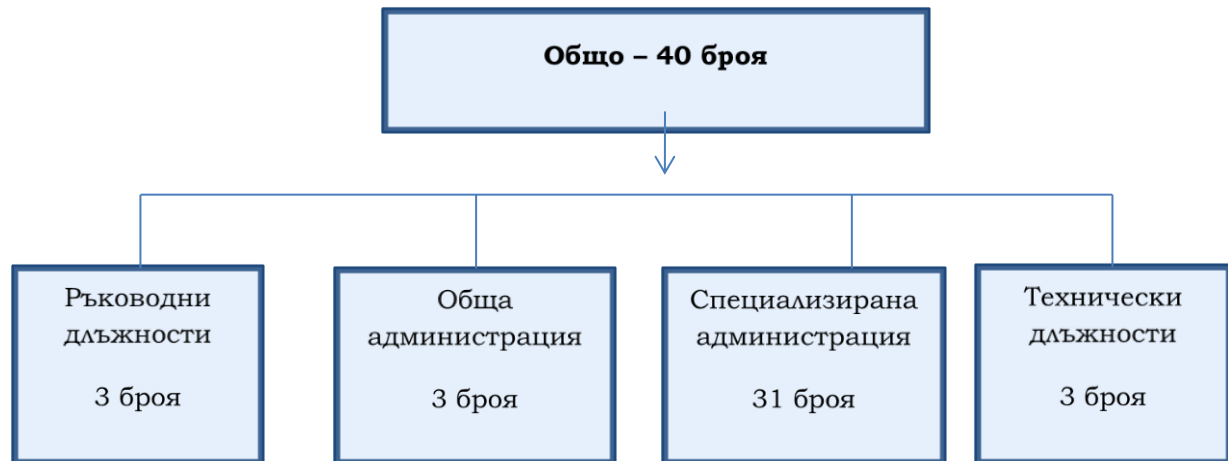 Общо – 40 броя
Ръководни
длъжности
3 броя
Обща
администрация
3 броя
Специализирана
администрация
31 броя
Технически
длъжности
3 броя